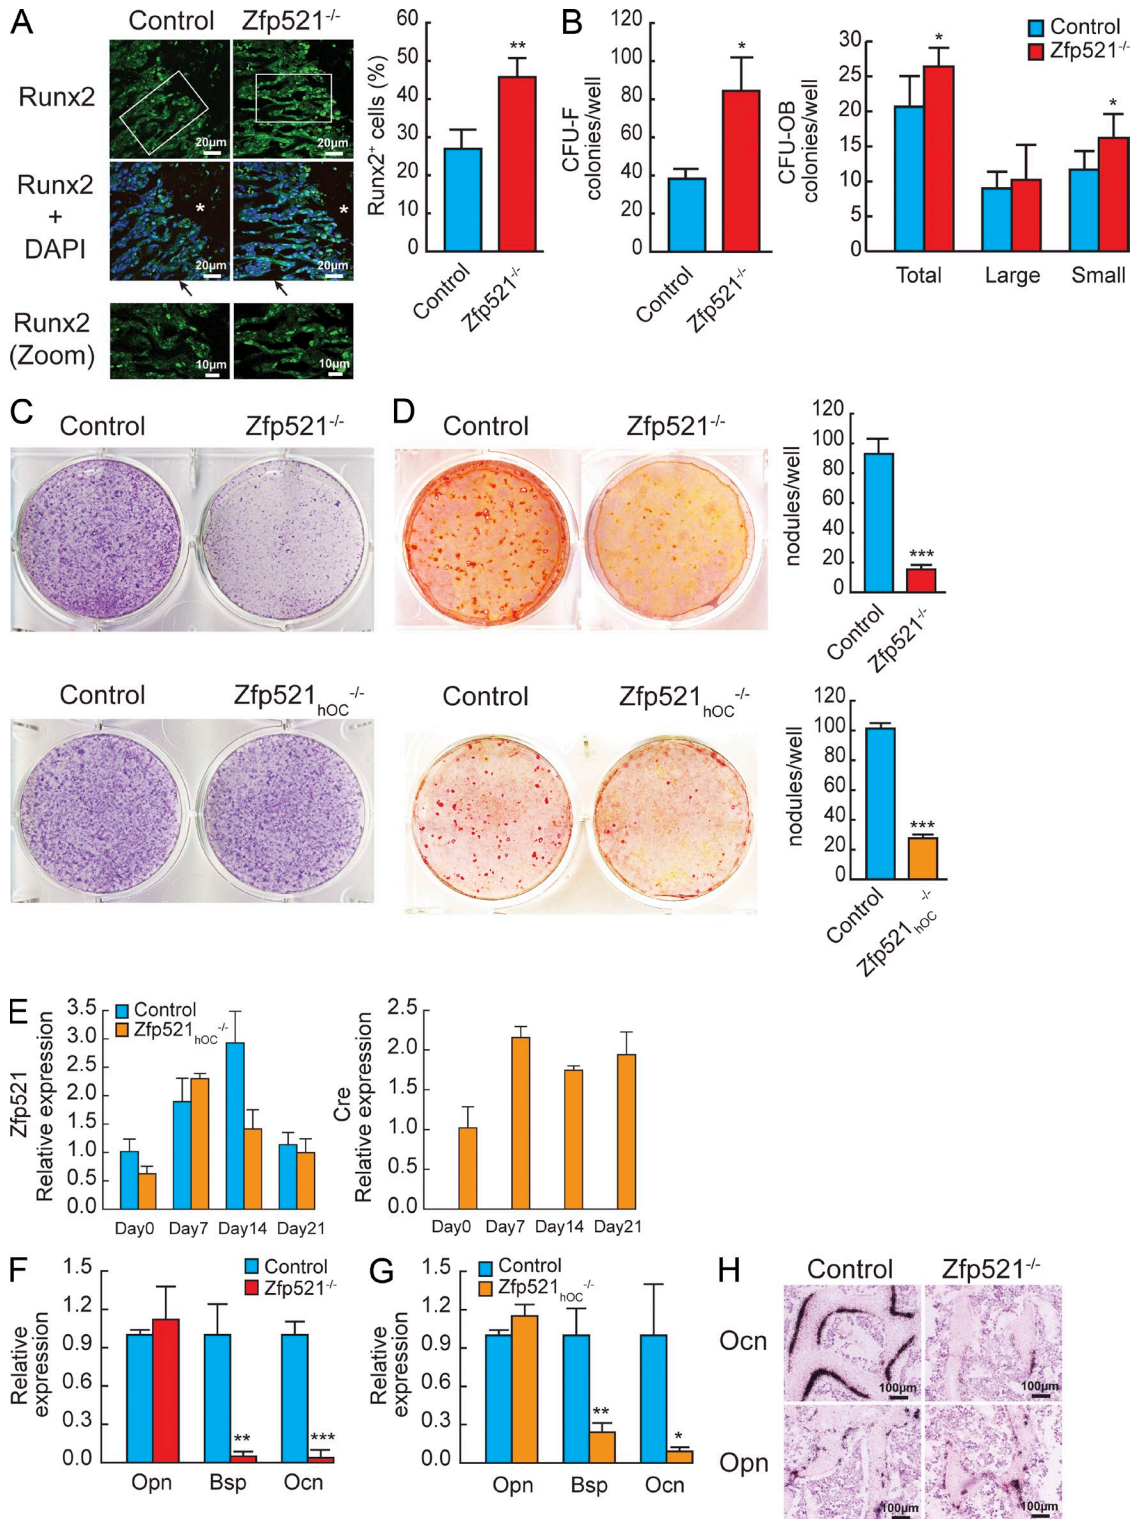 A
Control
Zfp521-/-
Runx2
20µm
20µm
Runx2
+
DAPI
*
*
20µm
20µm
Runx2
(Zoom)
10µm
10µm
Runx2+ cells (%)
60
50
40
30
20
10
0
**
Control
Zfp521-/-
B
CFU-F
colonies/well
120
100
80
60
40
20
0
*
Control
Zfp521-/-
CFU-OB
colonies/well
30
25
20
15
10
5
0
Control
Zfp521-/-
*
*
Total
Large
Small
C
Control
Zfp521-/-
Control
Zfp521hOC-/-
D
Control
Zfp521-/-
nodules/well
120
100
80
60
40
20
0
***
Control
Zfp521-/-
Control
Zfp521hOC-/-
nodules/well
120
100
80
60
40
20
0
***
Control
Zfp521hOC-/-
E
Zfp521
Relative expression
3.5
3.0
2.5
2.0
1.5
1.0
0.5
0.0
Control
Zfp521hOC-/-
Day0
Day7
Day14
Day21
Cre
Relative expression
2.5
2.0
1.5
1.0
0.5
0.0
Day0
Day7
Day14
Day21
F
Relative
expression
1.5
1.2
0.9
0.6
0.3
0.0
Control
Zfp521-/-
**
***
Opn
Bsp
Ocn
G
Relative
expression
1.5
1.2
0.9
0.6
0.3
0.0
Control
Zfp521hOC-/-
**
*
Opn
Bsp
Ocn
H
Control
Zfp521-/-
Ocn
100µm
100µm
Opn
100µm
100µm